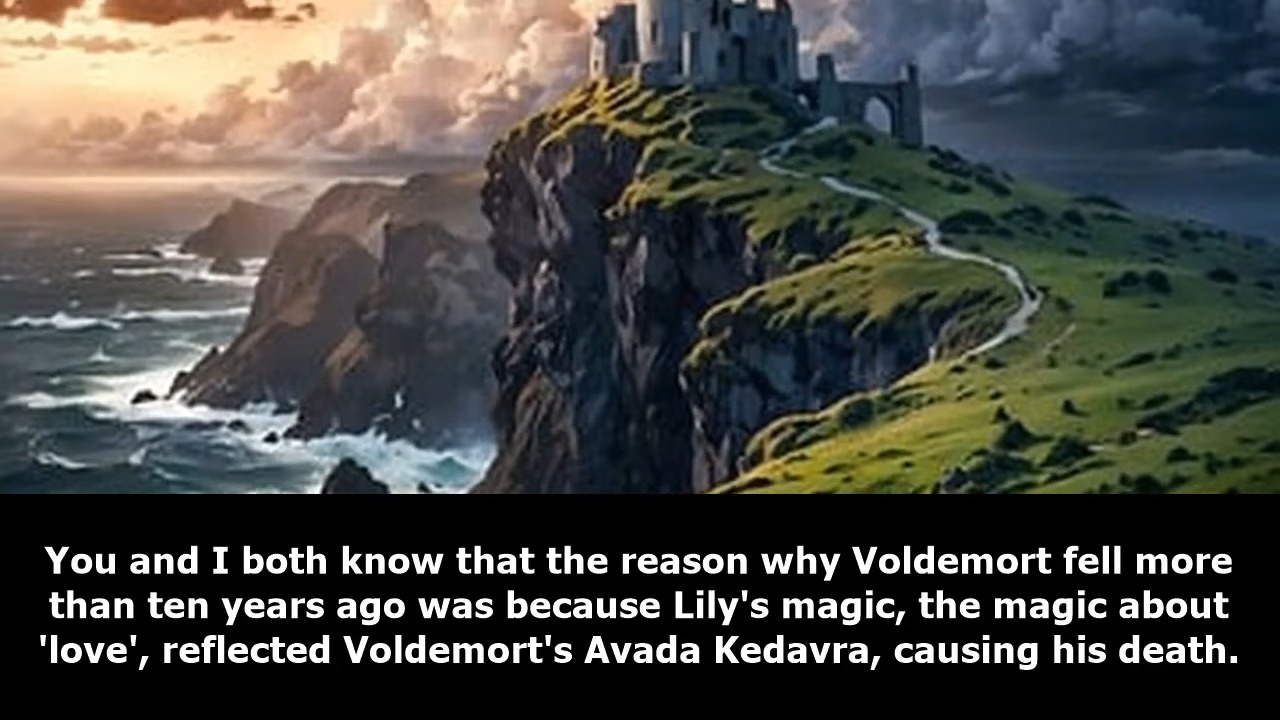 You and I both know that the reason why Voldemort fell more
than ten years ago was because Lily's magic, the magic about
'love', reflected Voldemort's Avada Kedavra, causing his death.